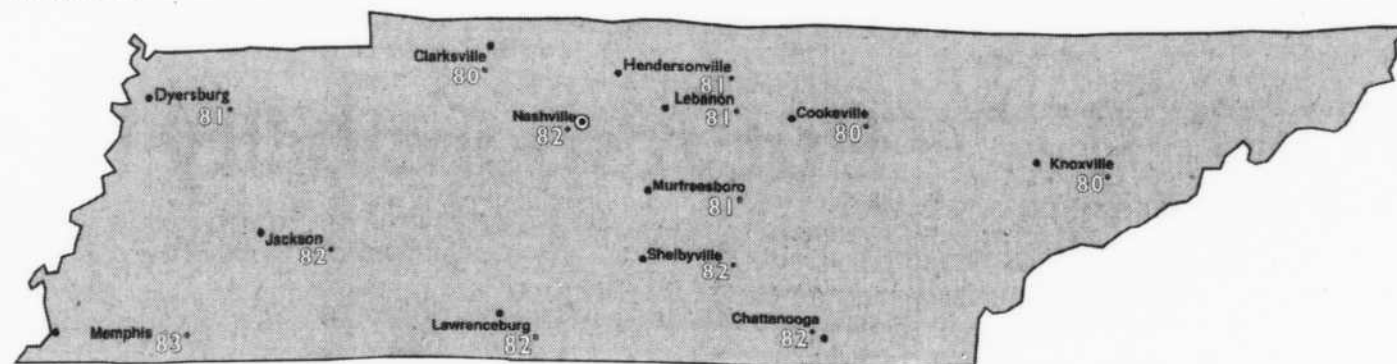 Clarksville
80°
Hendersonville
81°
Dyersburg
81°
Lebanon
81°
Nashville
82°
Cookeville
80°
Knoxville
80°
Murfreesboro
81°
Jackson
82°
Shelbyville
82°
Lawrenceburg
82°
Chattanooga
82°
Memphis
83°